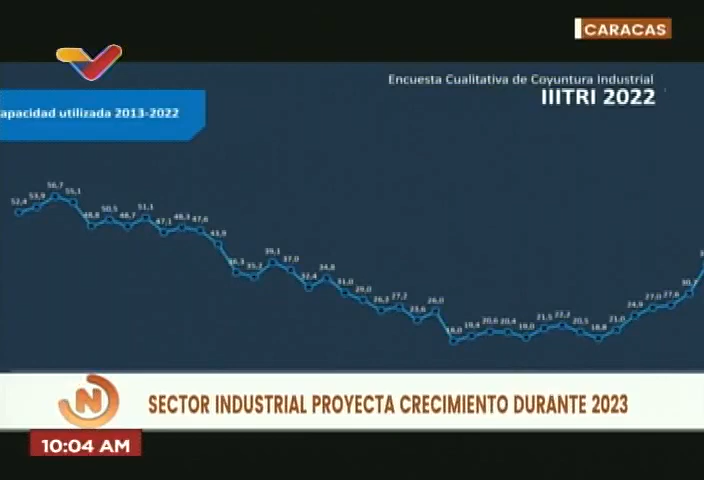 CARACAS
Encuesta Cualitativa de Coyuntura Industrial
IIITRI 2022
apacidad utilizada 2013-2022
52,4 53,9 56,7 55,1 48,8 50,5 48,7 51,1 47,1 48,3 47,6 43,9 36,3 35,2 39,1 37,0 32,4 34,8 31,0 29,0 26,3 27,2 23,6 26,0 18,0 19,4 20,6 20,4 19,0 21,5 22,2 20,5 18,8 21,0 24,9 27,0 27,6
N
SECTOR INDUSTRIAL PROYECTA CRECIMIENTO DURANTE 2023
10:04 AM